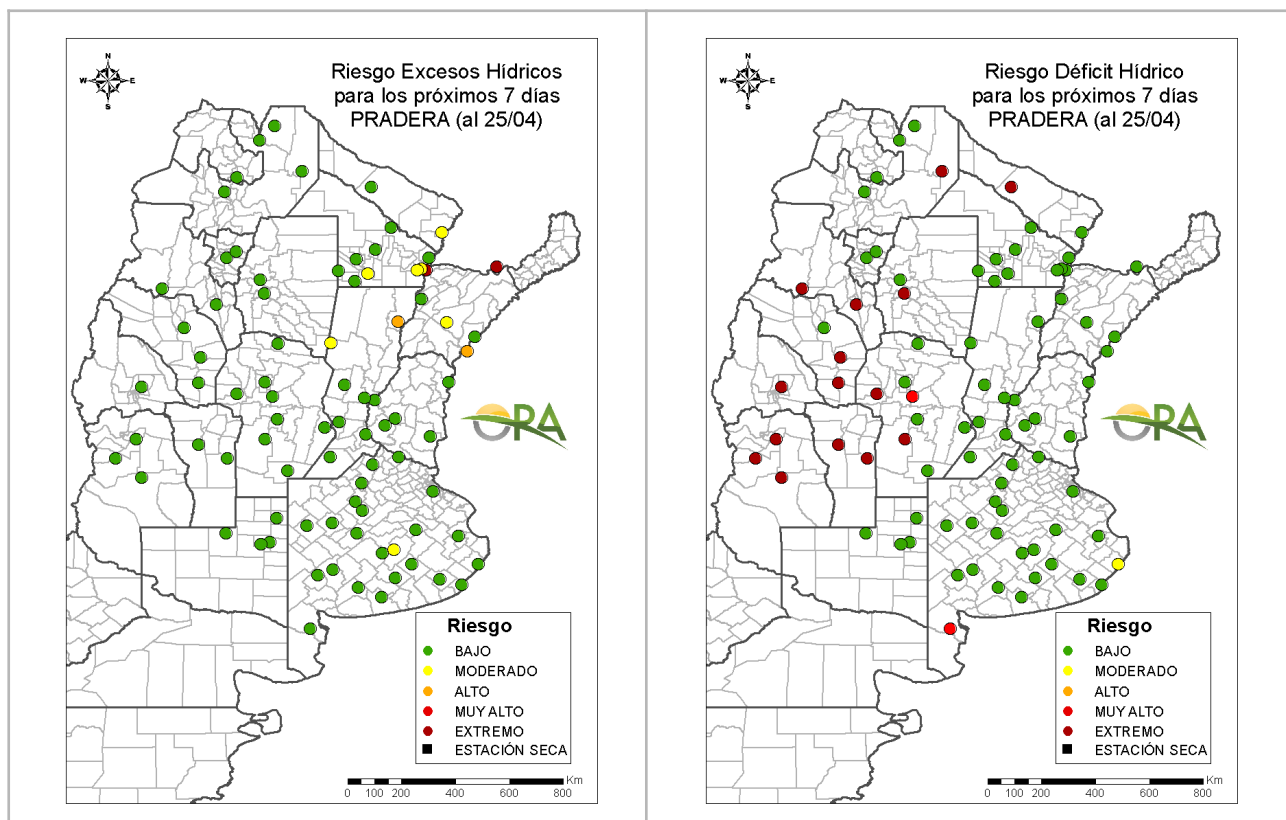 N
W E
S
Riesgo Excesos Hídricos
para los próximos 7 días
PRADERA (al 25/04)
ORA
Riesgo
BAJO
MODERADO
ALTO
MUY ALTO
EXTREMO
ESTACIÓN SECA
Km
0 100 200 400 600 800
N
W E
S
Riesgo Déficit Hídrico
para los próximos 7 días
PRADERA (al 25/04)
ORA
Riesgo
BAJO
MODERADO
ALTO
MUY ALTO
EXTREMO
ESTACIÓN SECA
Km
0 100 200 400 600 800